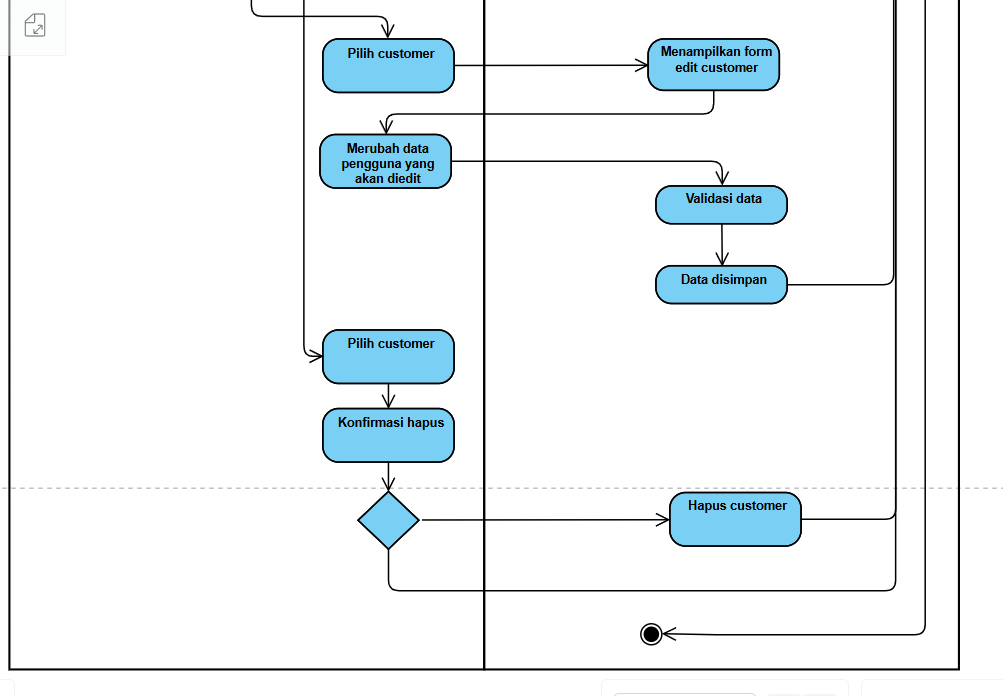 Pilih customer
Menampilkan form
edit customer
Merubah data
pengguna yang
akan diedit
Validasi data
Data disimpan
Pilih customer
Konfirmasi hapus
Hapus customer